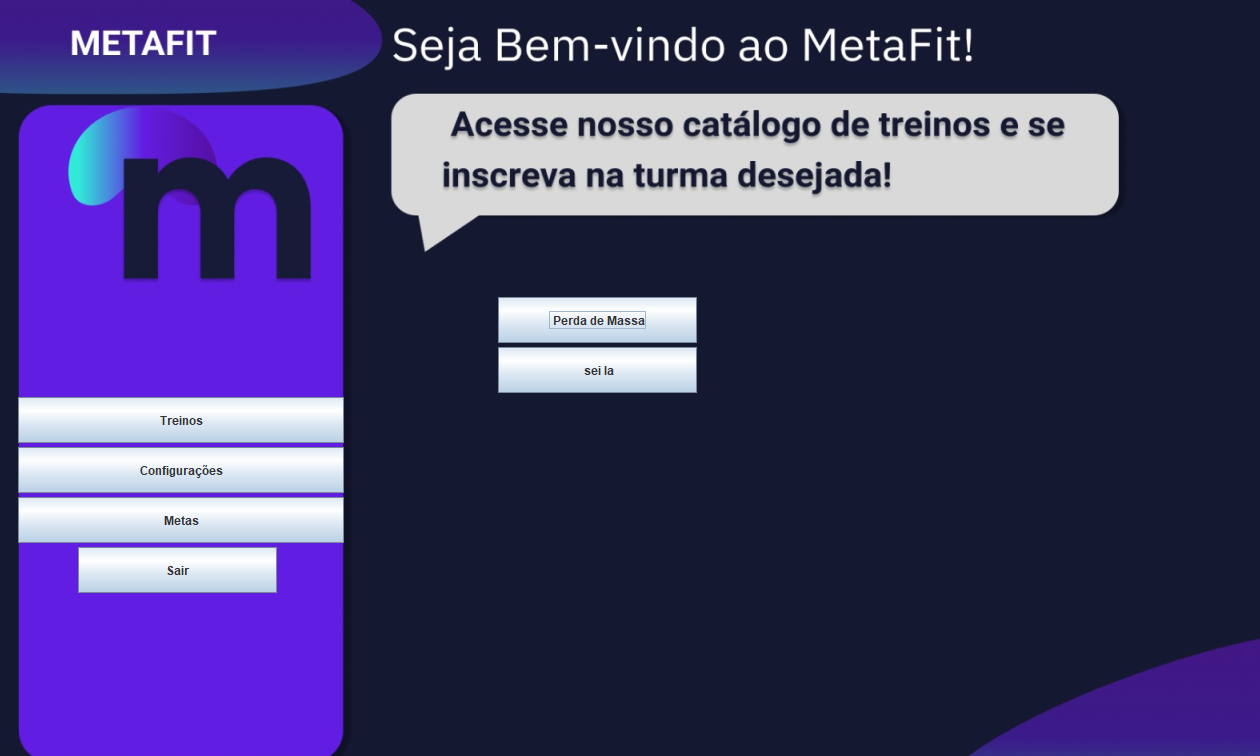 METAFIT
Seja Bem-vindo ao MetaFit!
Acesse nosso catálogo de treinos e se
inscreva na turma desejada!
m
Perda de Massa
sei la
Treinos
Configurações
Metas
Sair